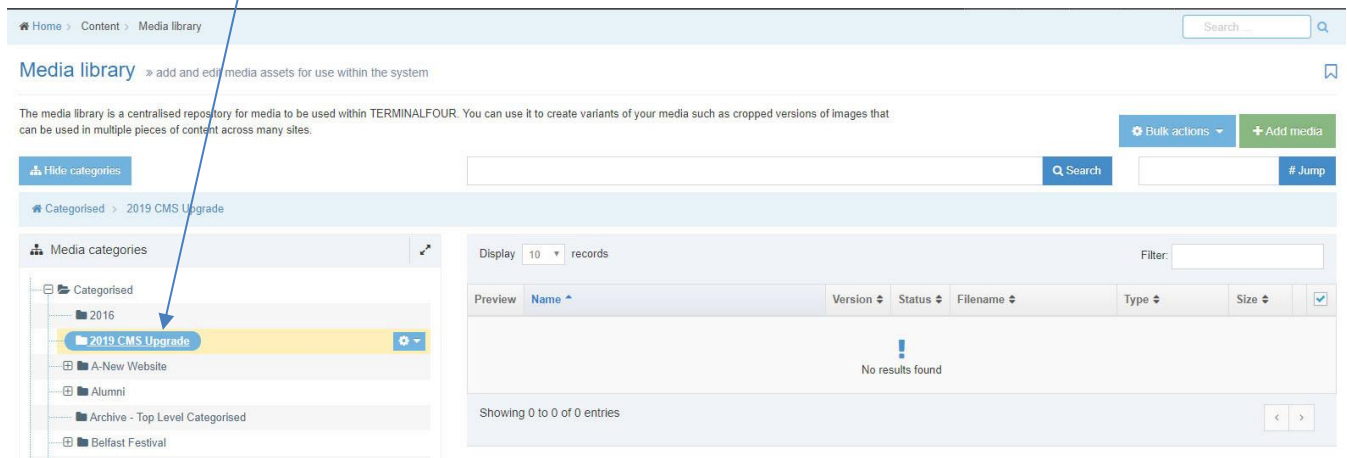 Home > Content > Media library
Search ...
Media library » add and edit media assets for use within the system
The media library is a centralised repository for media to be used within TERMINALFOUR. You can use it to create variants of your media such as cropped versions of images that
can be used in multiple pieces of content across many sites.
Bulk actions
+ Add media
Hide categories
Search
# Jump
Categorised > 2019 CMS Upgrade
Media categories
Display 10 records
Filter:
Categorised
2016
2019 CMS Upgrade
A-New Website
Alumni
Archive - Top Level Categorised
Belfast Festival
Preview Name Version Status Filename Type Size
No results found
Showing 0 to 0 of 0 entries
< >